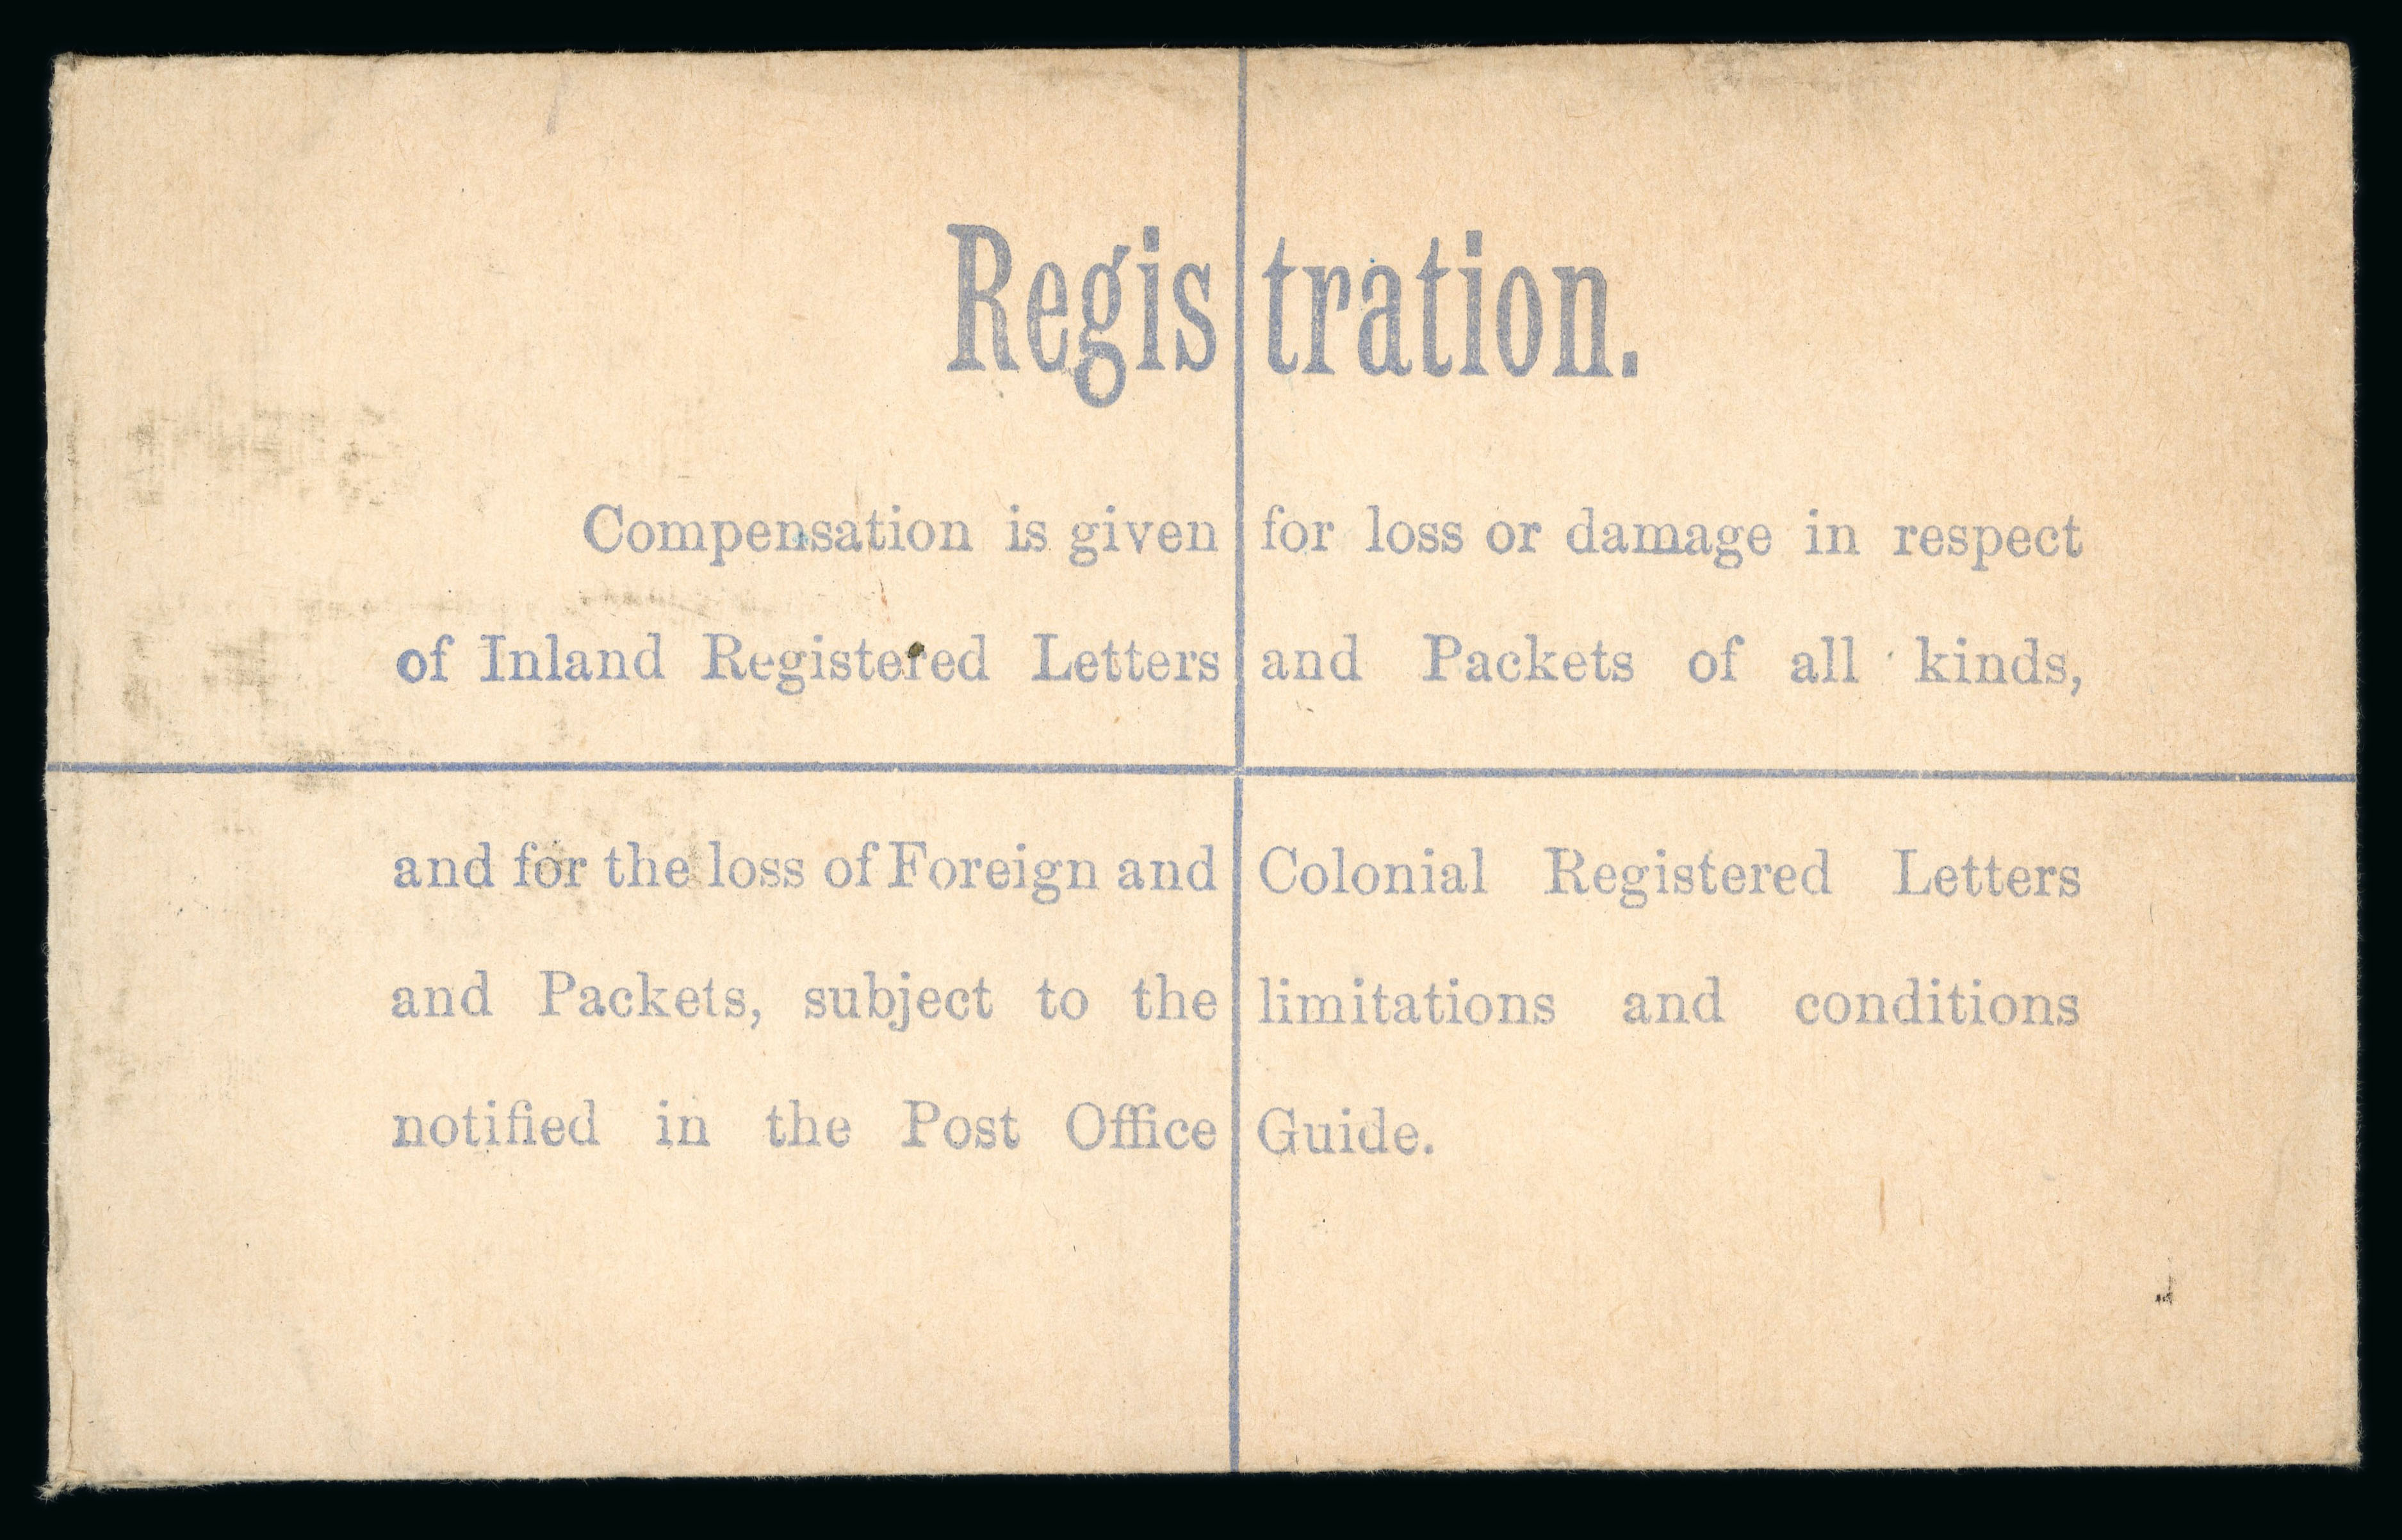 Registration.
Compensation is given for loss or damage in respect
of Inland Registered Letters and Packets of all kinds,
and for the loss of Foreign and Colonial Registered Letters
and Packets, subject to the limitations and conditions
notified in the Post Office Guide.